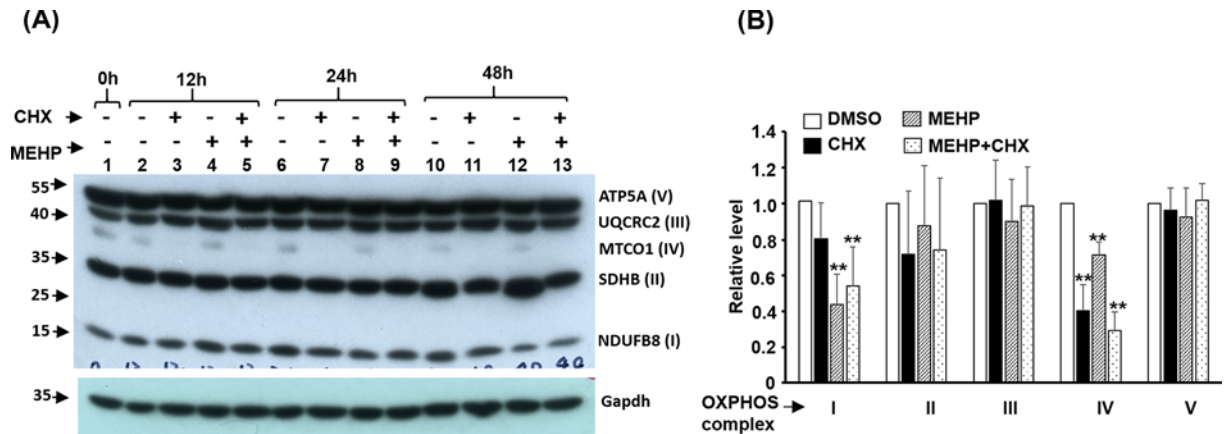 (A)
0h 12h 24h 48h
CHX - - + - + - + - + - + - +
MEHP - - - + + - - + + - - + +
1 2 3 4 5 6 7 8 9 10 11 12 13
55
40
35
25
15
35
ATP5A (V)
UQCRC2 (III)
MTCO1 (IV)
SDHB (II)
NDUFB8 (I)
Gapdh
(B)
DMSO MEHP
CHX MEHP+CHX
Relative level
1.4
1.2
1.0
0.8
0.6
0.4
0.2
0
** ** ** ** **
OXPHOS complex
I II III IV V